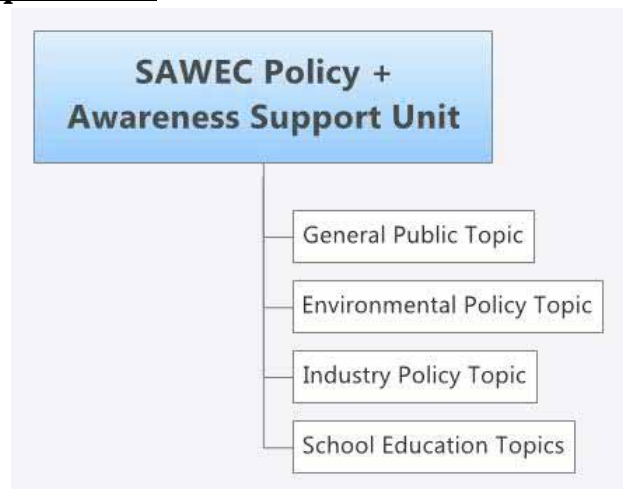 SAWEC Policy +
Awareness Support Unit
General Public Topic
Environmental Policy Topic
Industry Policy Topic
School Education Topics